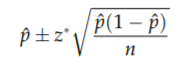 p̂ ± z* √(p̂(1 − p̂)/n)